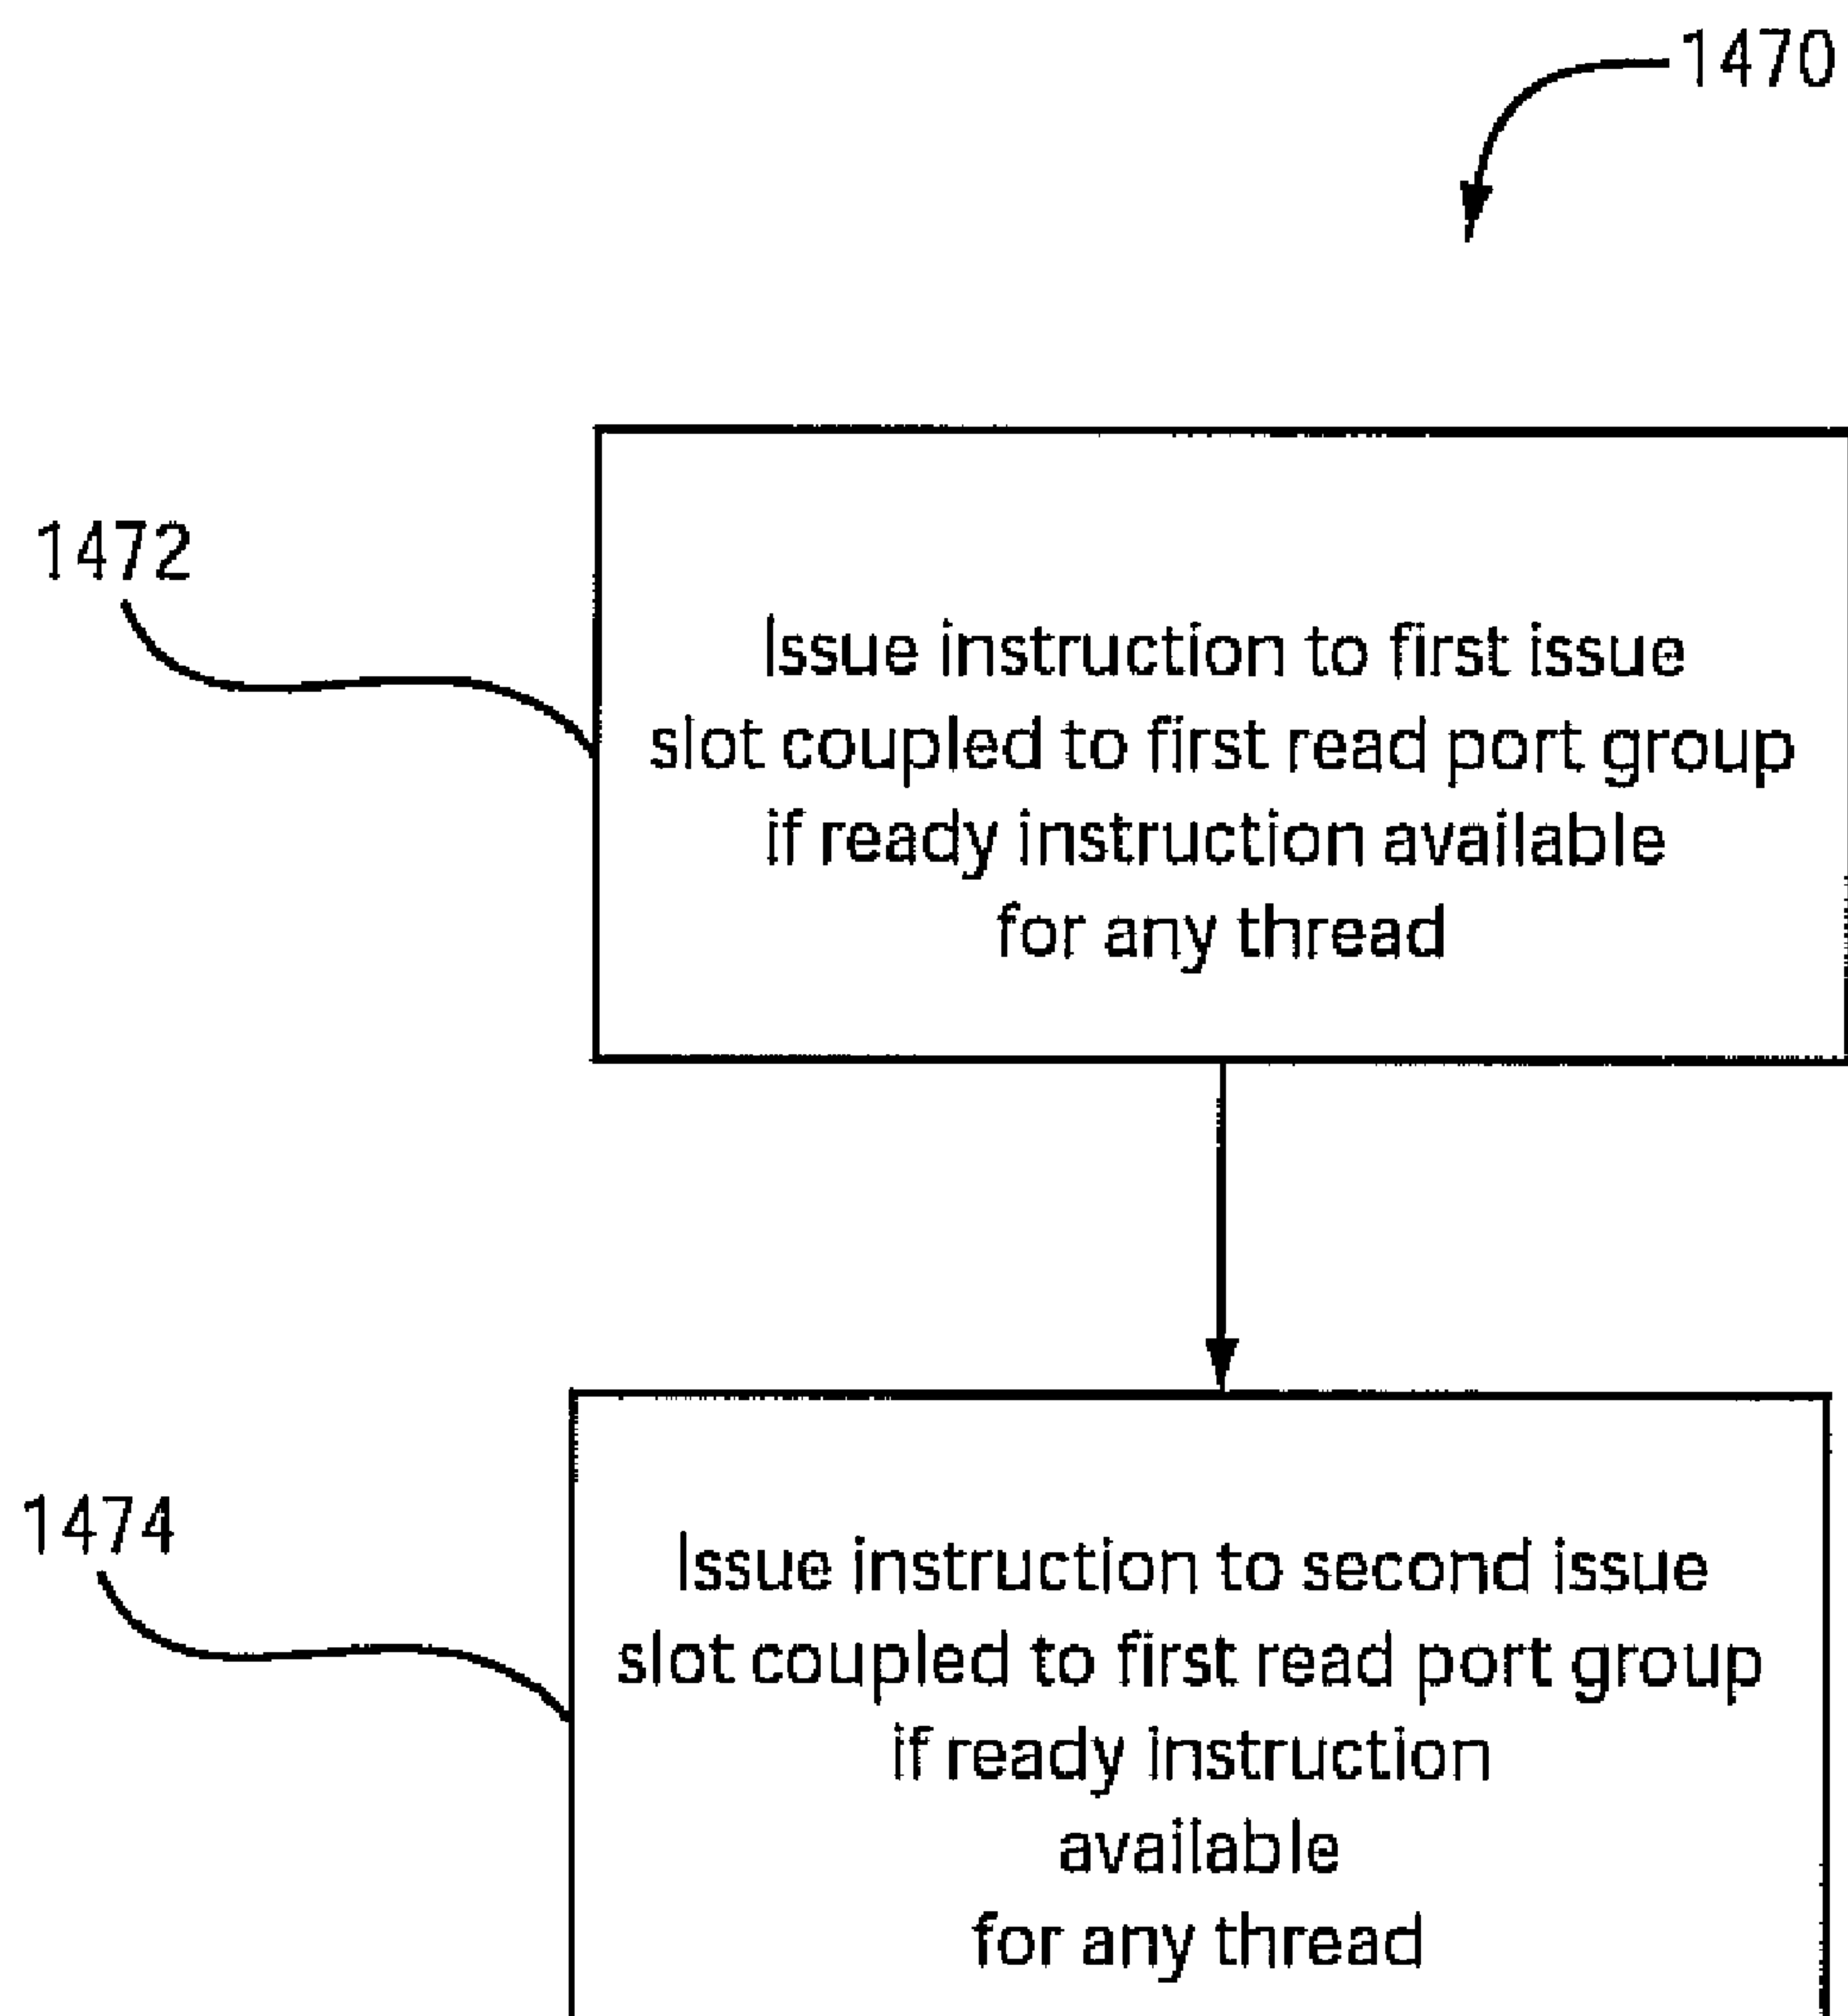 1470
1472
Issue instruction to first issue
slot coupled to first read port group
if ready instruction available
for any thread
1474
Issue instruction to second issue
slot coupled to first read port group
if ready instruction
available
for any thread